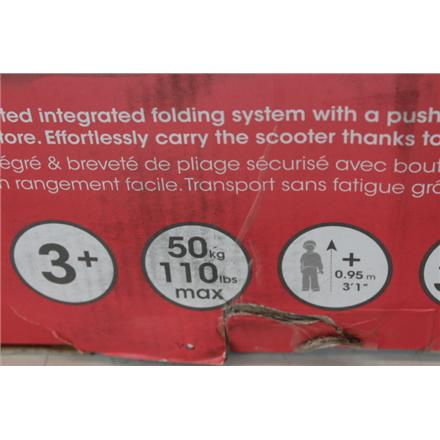 ted integrated folding system with a push
tore. Effortlessly carry the scooter thanks to
égré & breveté de pliage sécurisé avec bout
n rangement facile. Transport sans fatigue grâ
3+
50kg
110lbs
max
+
0.95 m
3'1"